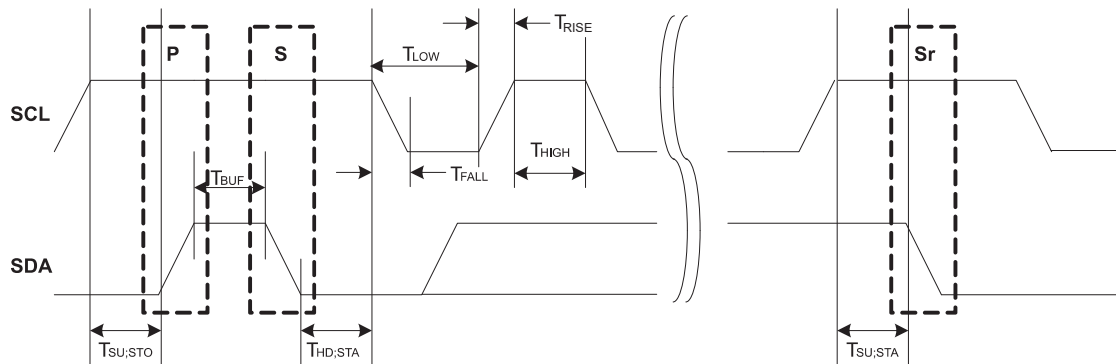 P
S
TLOW
TRISE
Sr
SCL
THIGH
TBUF
TFALL
SDA
TSU;STO
THD;STA
TSU;STA